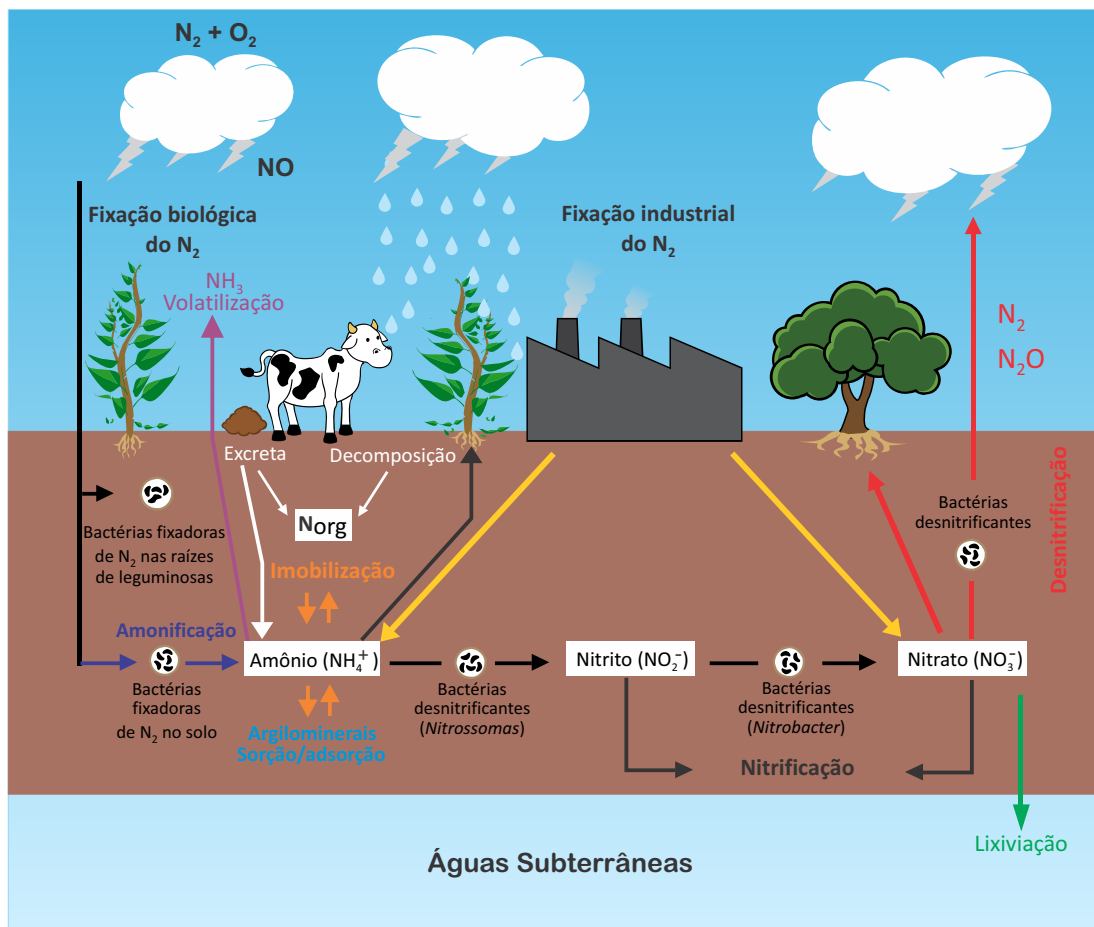 N₂ + O₂
NO
Fixação biológica
do N₂
Fixação industrial
do N₂
NH₃
Volatilização
N₂
N₂O
Excreta
Decomposição
Norg
Bactérias fixadoras
de N₂ nas raízes
de leguminosas
Imobilização
Bactérias
desnitrificantes
Desnitrificação
Amonificação
Amônio (NH₄⁺)
Nitrito (NO₂⁻)
Nitrato (NO₃⁻)
Bactérias
fixadoras
de N₂ no solo
Argilominerais
Sorção/adsorção
Bactérias
desnitrificantes
(Nitrossomas)
Bactérias
desnitrificantes
(Nitrobacter)
Nitrificação
Lixiviação
Águas Subterrâneas